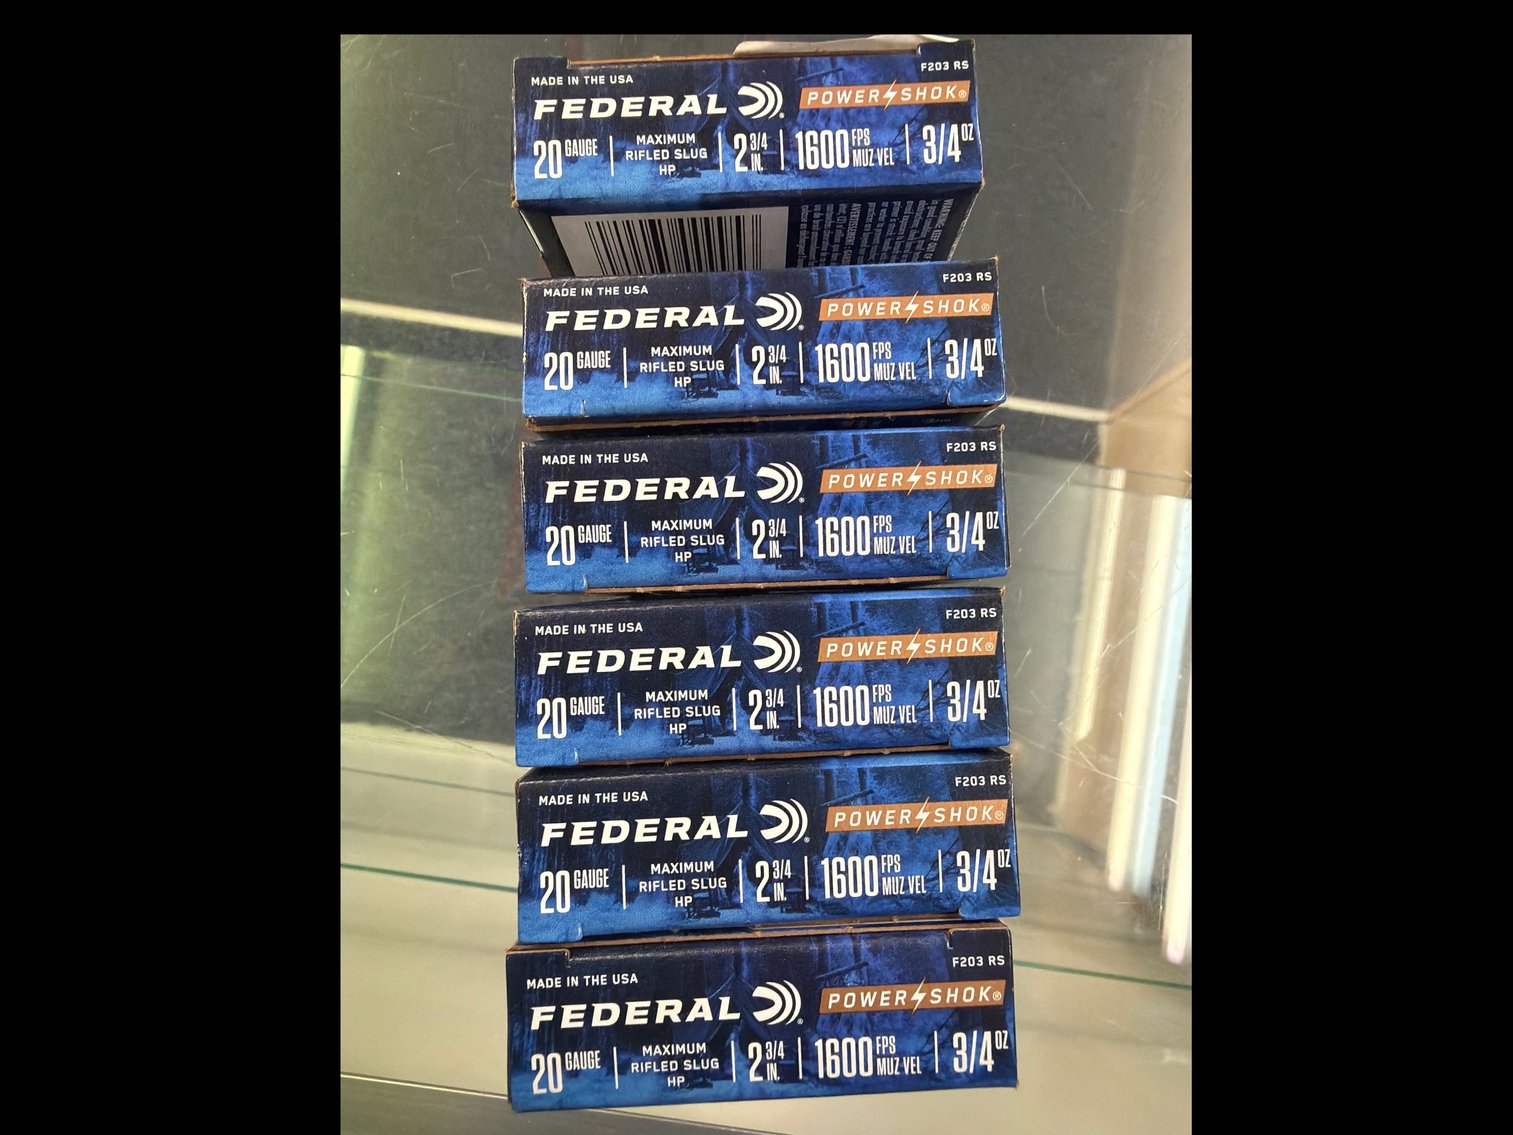 MADE IN THE USA
F203 RS
FEDERAL® POWER SHOK®
20 GAUGE | MAXIMUM RIFLED SLUG HP | 2 3/4 IN. | 1600 FPS MUZ VEL | 3/4 OZ
MADE IN THE USA
F203 RS
FEDERAL® POWER SHOK®
20 GAUGE | MAXIMUM RIFLED SLUG HP | 2 3/4 IN. | 1600 FPS MUZ VEL | 3/4 OZ
MADE IN THE USA
F203 RS
FEDERAL® POWER SHOK®
20 GAUGE | MAXIMUM RIFLED SLUG HP | 2 3/4 IN. | 1600 FPS MUZ VEL | 3/4 OZ
MADE IN THE USA
F203 RS
FEDERAL® POWER SHOK®
20 GAUGE | MAXIMUM RIFLED SLUG HP | 2 3/4 IN. | 1600 FPS MUZ VEL | 3/4 OZ
MADE IN THE USA
F203 RS
FEDERAL® POWER SHOK®
20 GAUGE | MAXIMUM RIFLED SLUG HP | 2 3/4 IN. | 1600 FPS MUZ VEL | 3/4 OZ
MADE IN THE USA
F203 RS
FEDERAL® POWER SHOK®
20 GAUGE | MAXIMUM RIFLED SLUG HP | 2 3/4 IN. | 1600 FPS MUZ VEL | 3/4 OZ